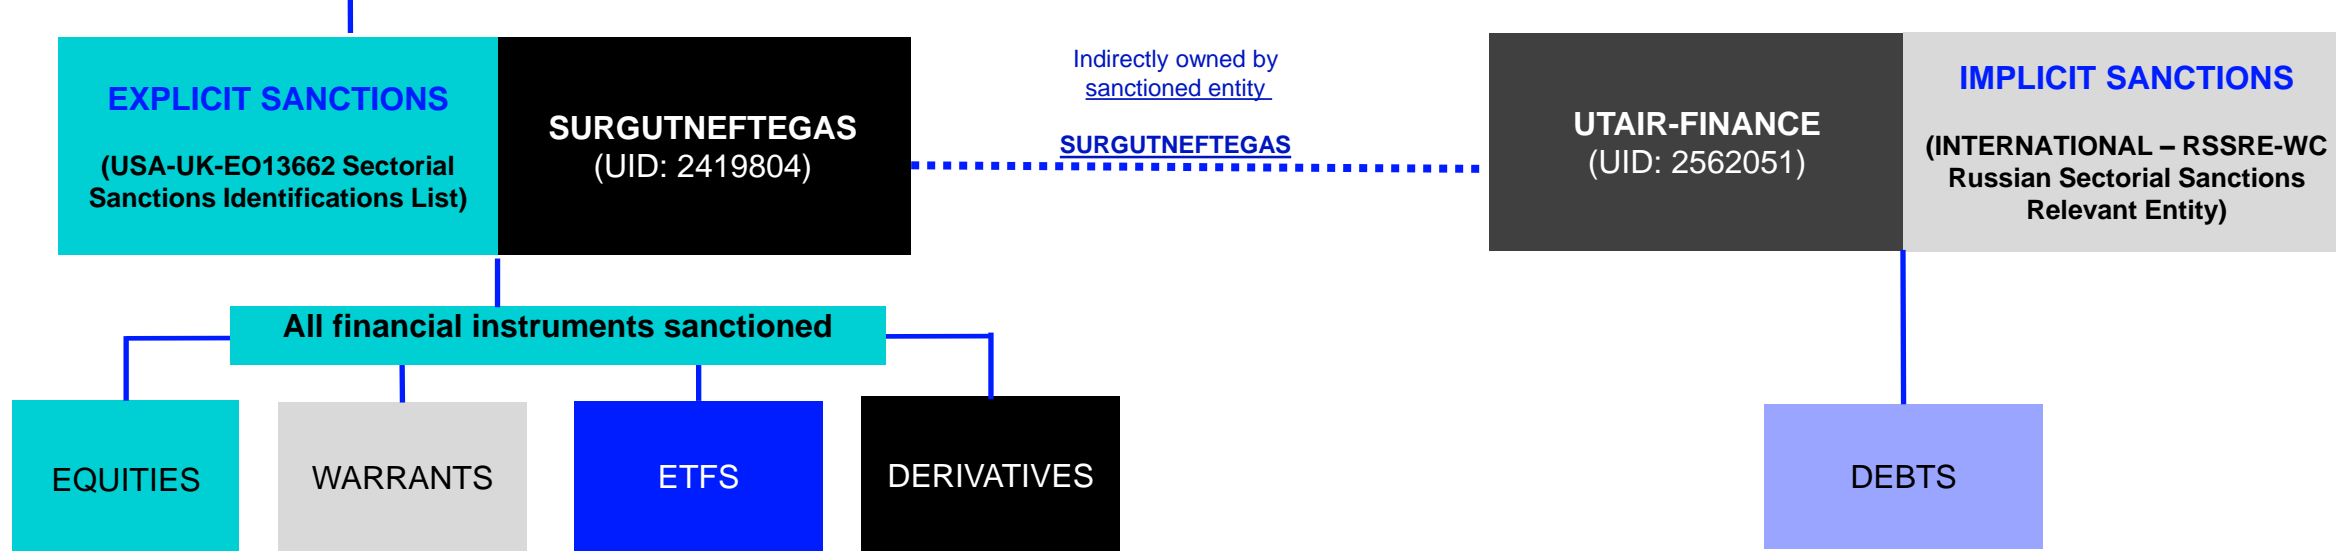 EXPLICIT SANCTIONS
(USA-UK-EO13662 Sectorial
Sanctions Identifications List)
SURGUTNEFTEGAS
(UID: 2419804)
Indirectly owned by
sanctioned entity
SURGUTNEFTEGAS
UTAIR-FINANCE
(UID: 2562051)
IMPLICIT SANCTIONS
(INTERNATIONAL – RSSRE-WC
Russian Sectorial Sanctions
Relevant Entity)
All financial instruments sanctioned
EQUITIES
WARRANTS
ETFS
DERIVATIVES
DEBTS